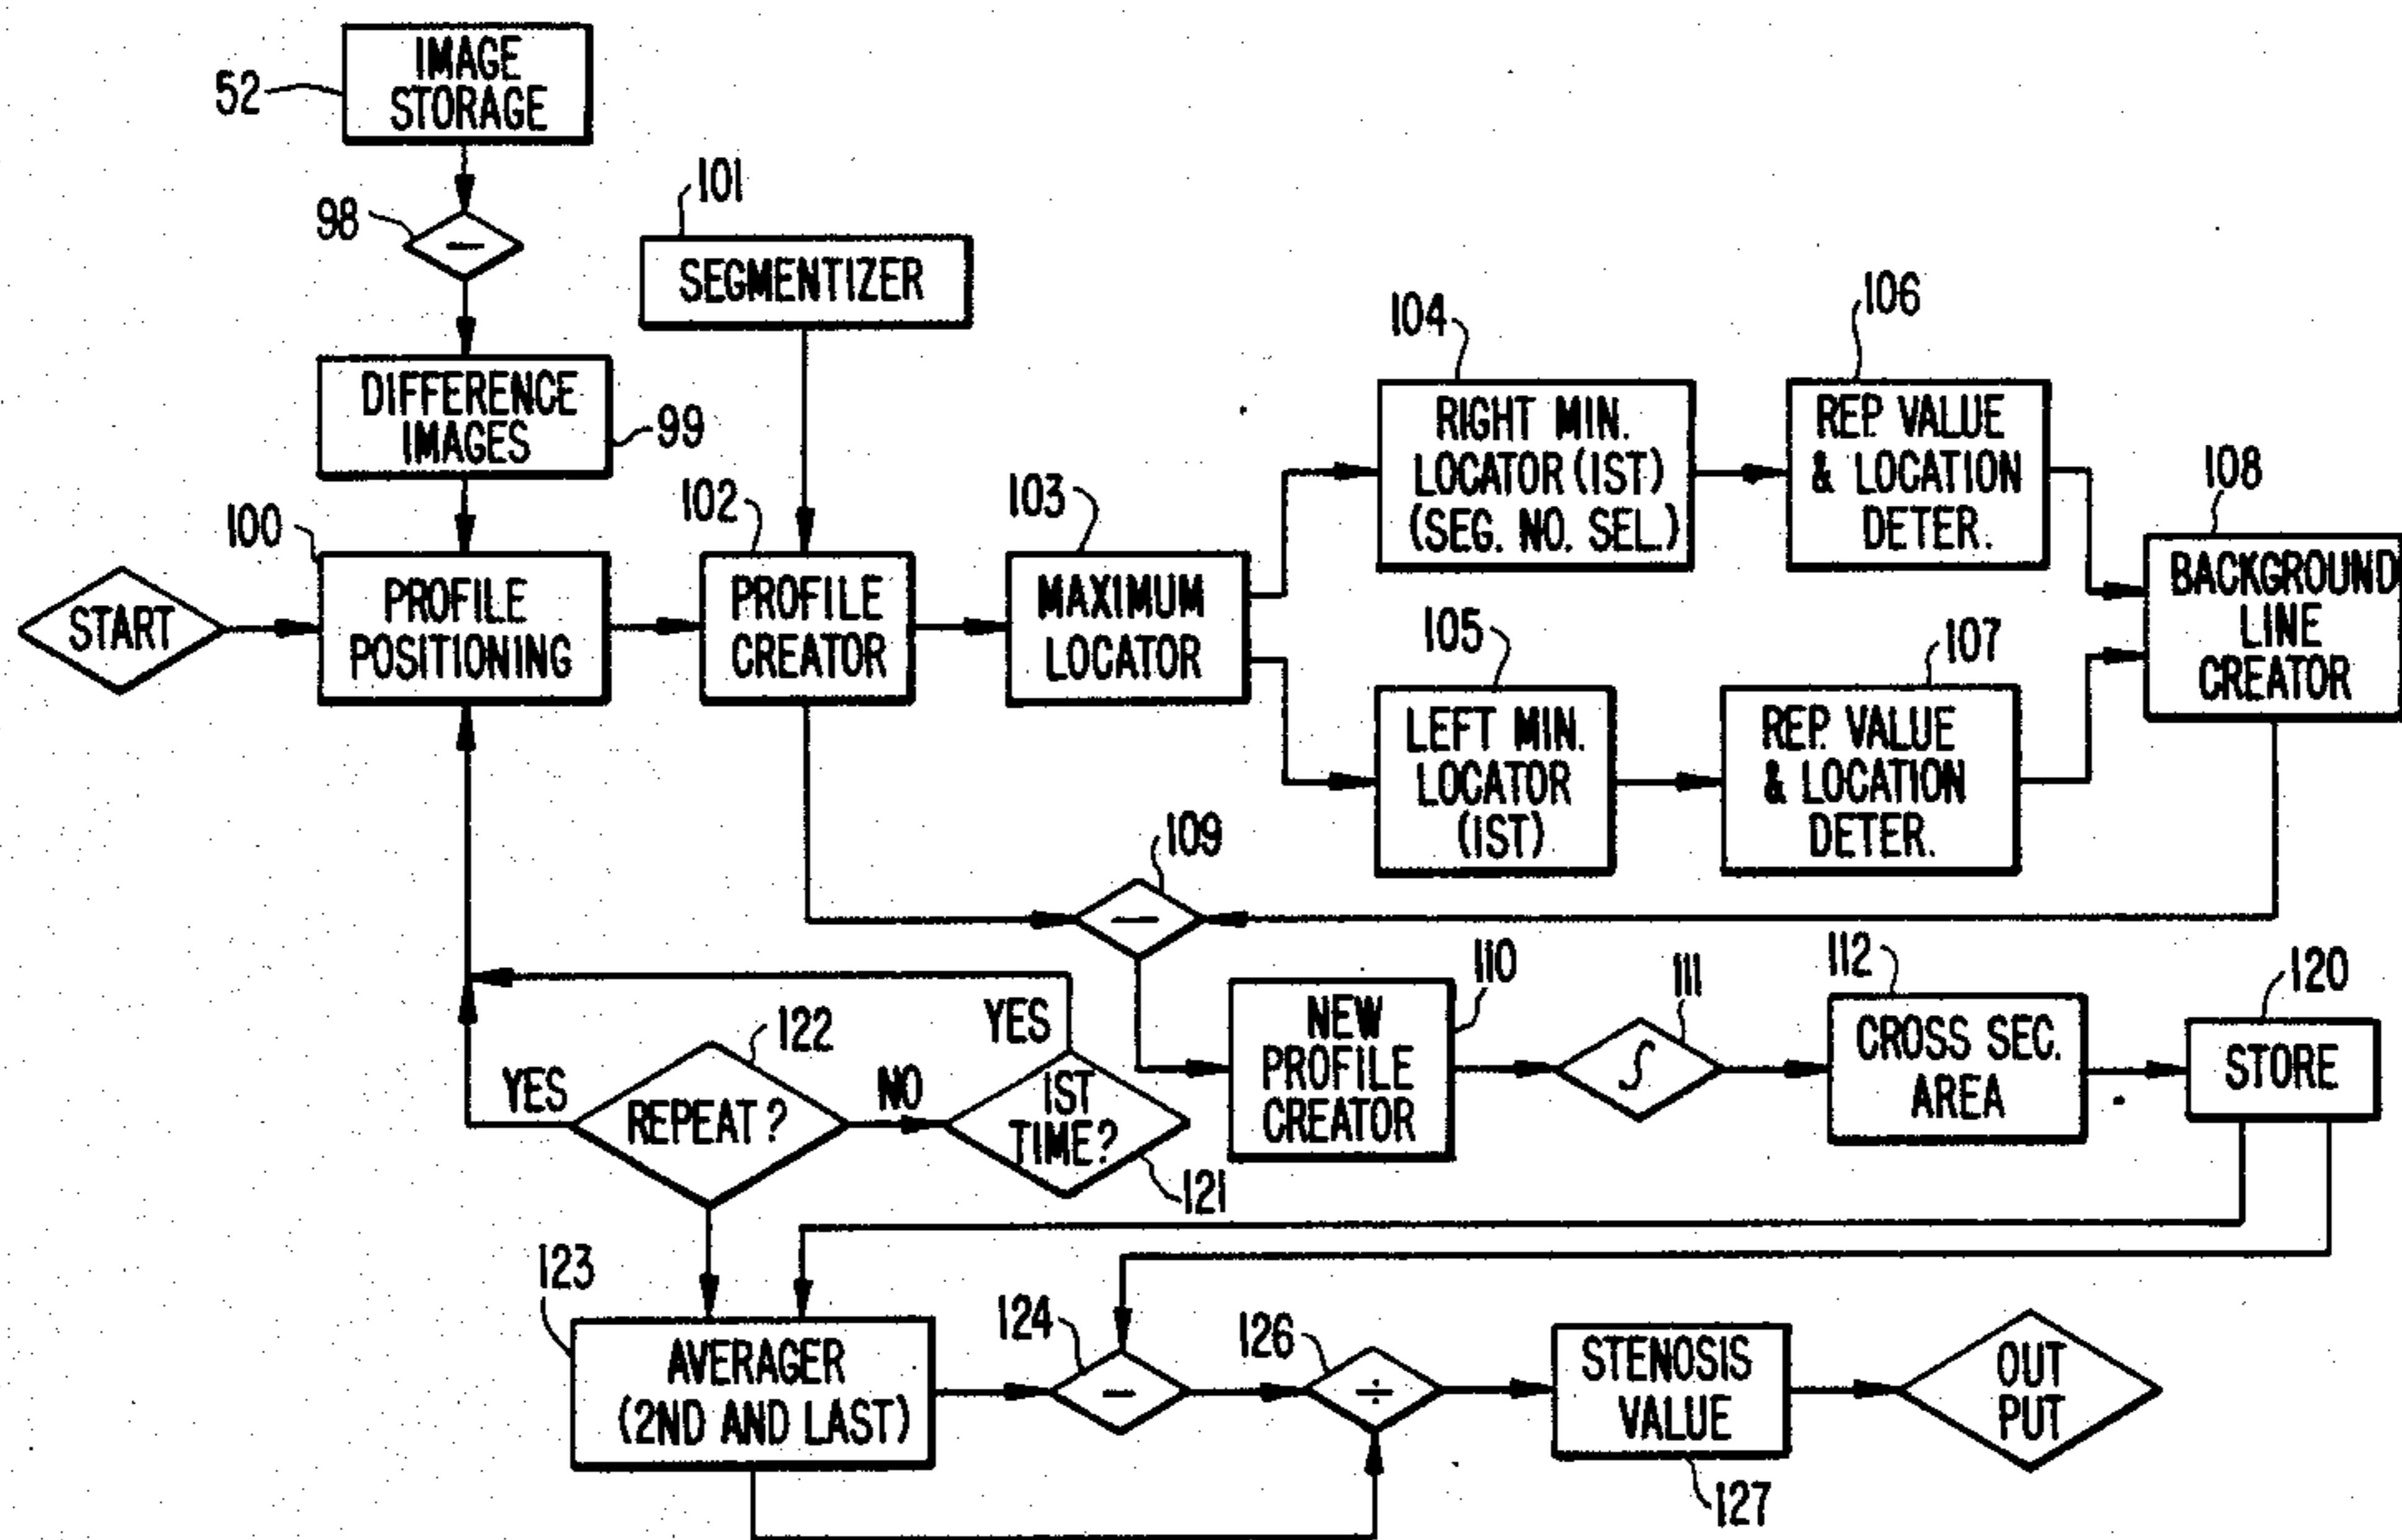 IMAGE
STORAGE
52
98
−
101
SEGMENTIZER
DIFFERENCE
IMAGES
99
104
RIGHT MIN.
LOCATOR (IST)
(SEG. NO. SEL.)
106
REP. VALUE
& LOCATION
DETER.
108
BACKGROUND
LINE
CREATOR
START
100
PROFILE
POSITIONING
102
PROFILE
CREATOR
103
MAXIMUM
LOCATOR
105
LEFT MIN.
LOCATOR
(IST)
107
REP. VALUE
& LOCATION
DETER.
109
−
110
NEW
PROFILE
CREATOR
111
∫
112
CROSS SEC.
AREA
120
STORE
YES
122
REPEAT?
NO
YES
IST
TIME?
121
123
AVERAGER
(2ND AND LAST)
124
−
126
÷
STENOSIS
VALUE
127
OUT
PUT